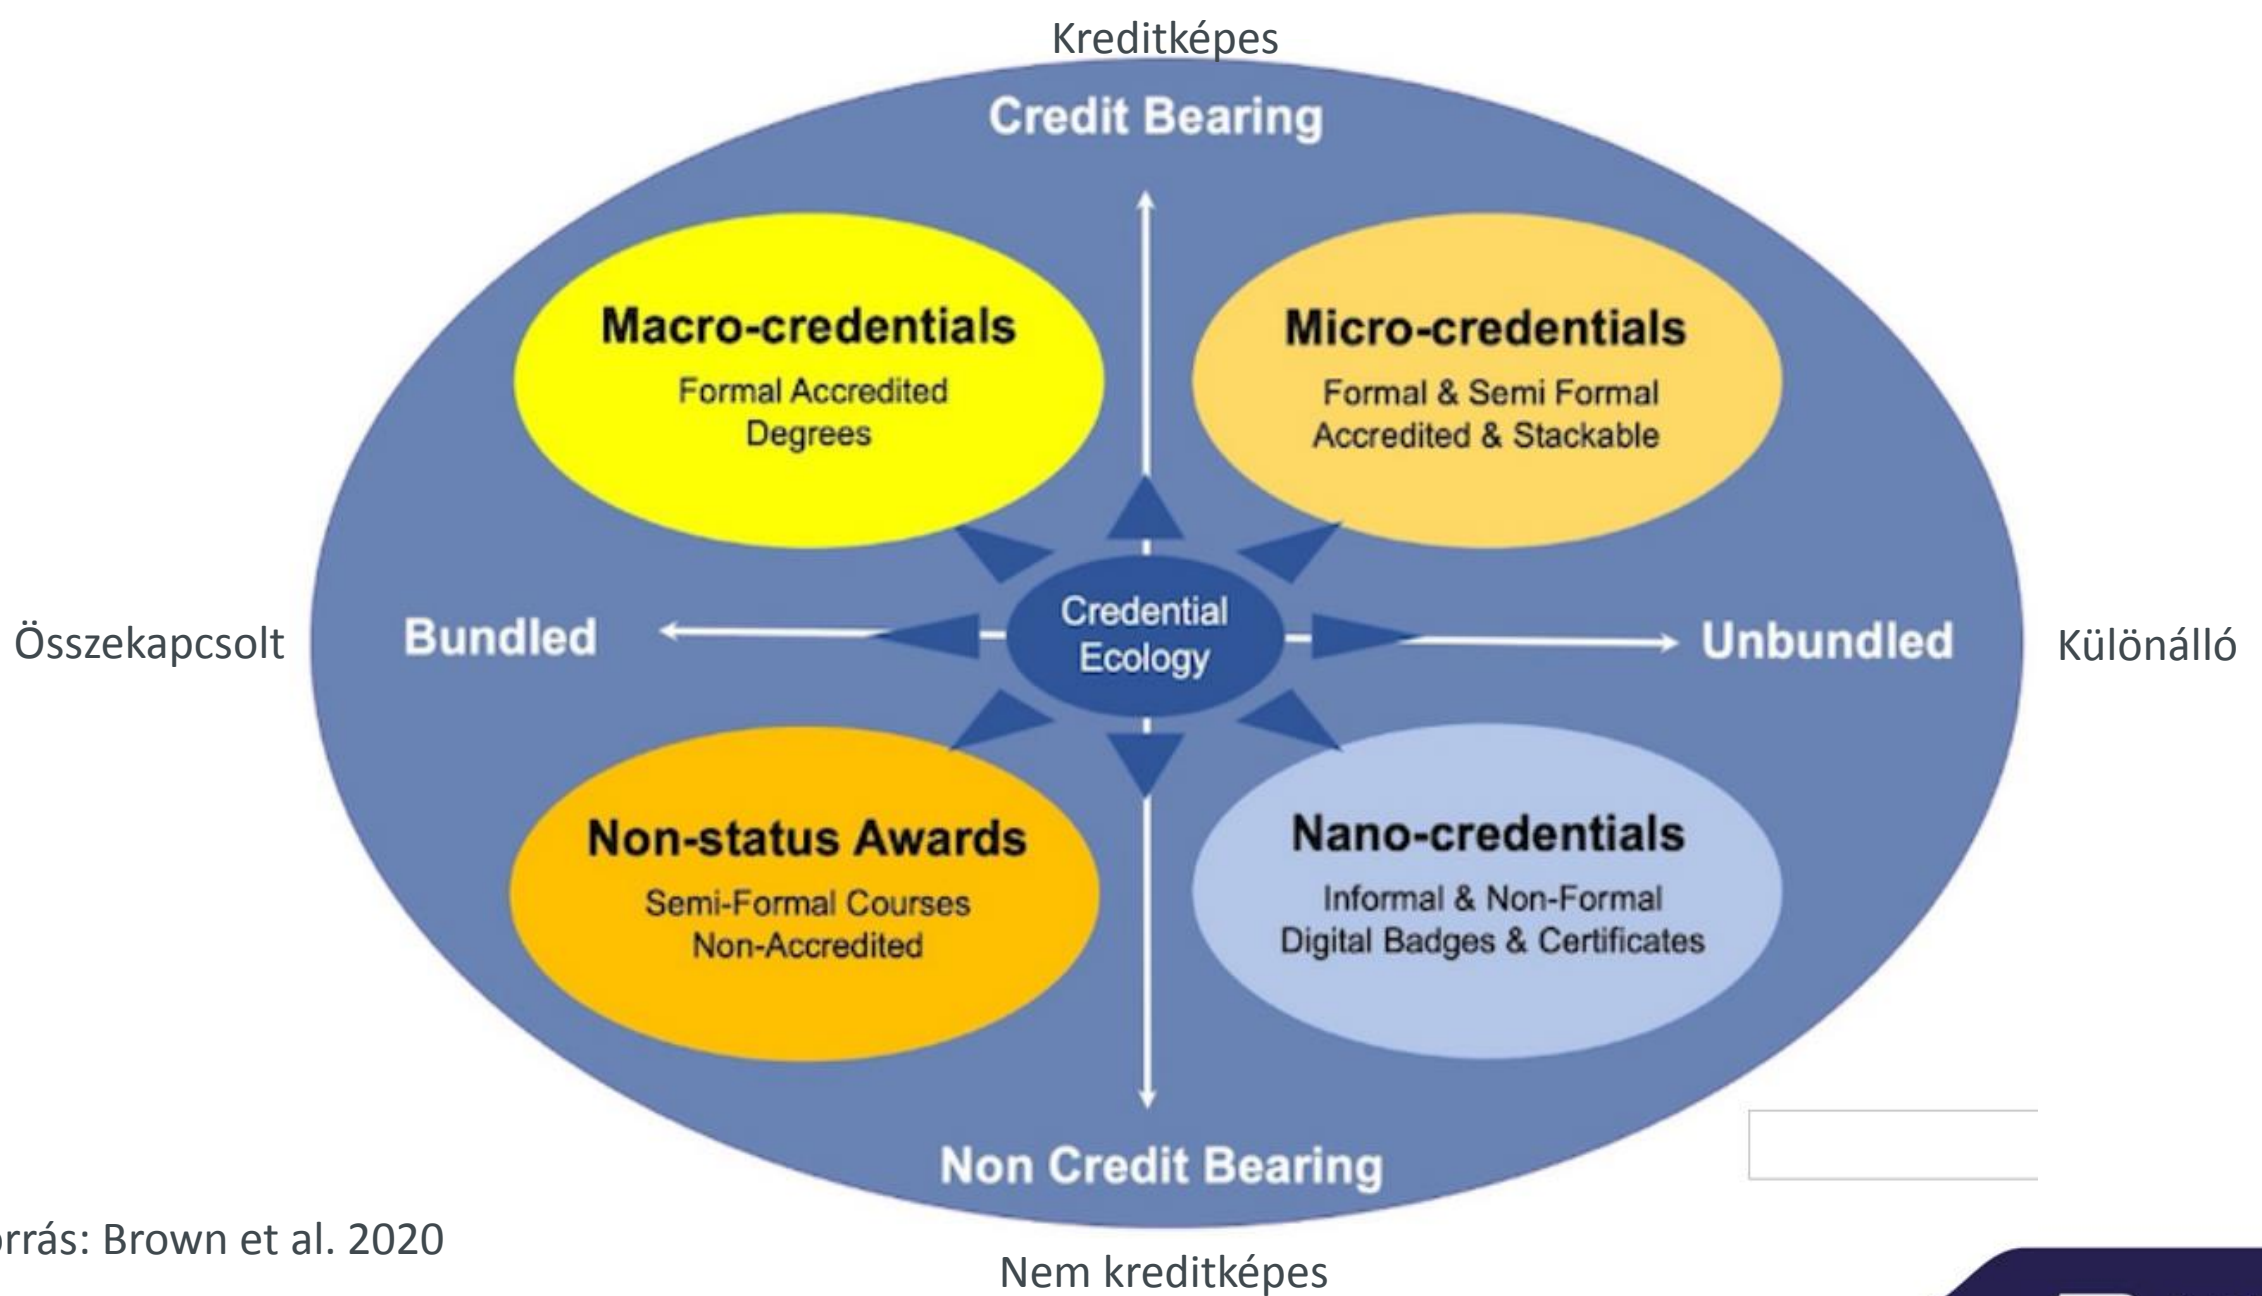 Kreditképes
Credit Bearing
Macro-credentials
Formal Accredited
Degrees
Micro-credentials
Formal & Semi Formal
Accredited & Stackable
Összekapcsolt
Bundled
Credential
Ecology
Unbundled
Különálló
Non-status Awards
Semi-Formal Courses
Non-Accredited
Nano-credentials
Informal & Non-Formal
Digital Badges & Certificates
Non Credit Bearing
Brown et al. 2020
Nem kreditképes